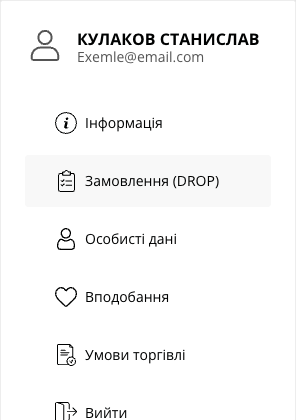 КУЛАКОВ СТАНИСЛАВ
Exemle@email.com
Інформація
Замовлення (DROP)
Особисті дані
Вподобання
Умови торгівлі
Вийти